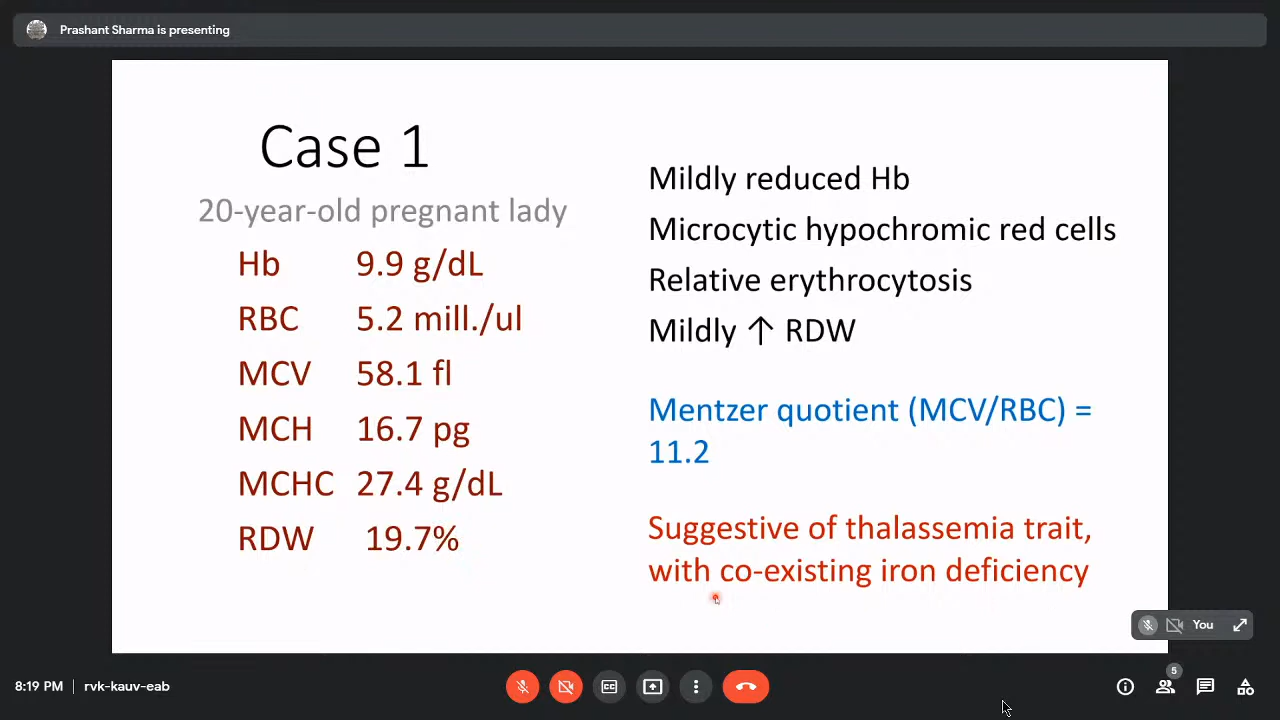 Prashant Sharma is presenting
Case 1
20-year-old pregnant lady
Hb 9.9 g/dL
RBC 5.2 mill./ul
MCV 58.1 fl
MCH 16.7 pg
MCHC 27.4 g/dL
RDW 19.7%
Mildly reduced Hb
Microcytic hypochromic red cells
Relative erythrocytosis
Mildly ↑ RDW
Mentzer quotient (MCV/RBC) =
11.2
Suggestive of thalassemia trait,
with co-existing iron deficiency
You
8:19 PM | rvk-kauv-eab
CC
5